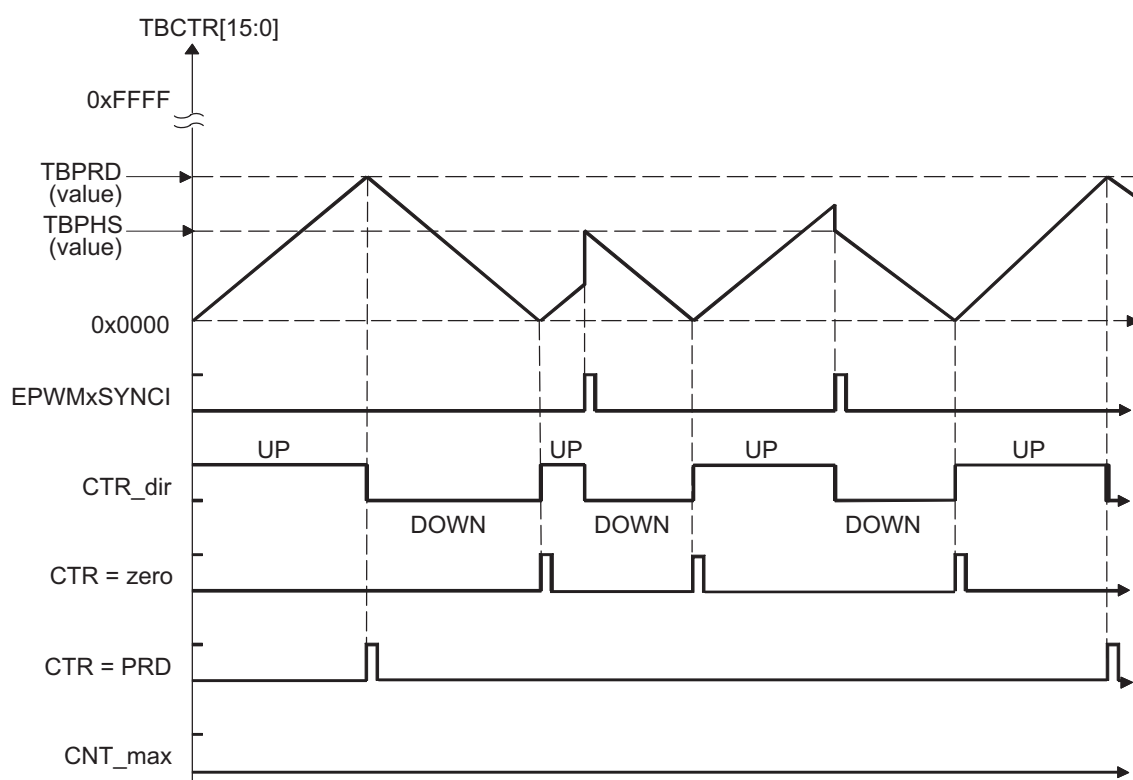 TBCTR[15:0]
0xFFFF
TBPRD
(value)
TBPHS
(value)
0x0000
EPWMxSYNCI
UP UP UP UP
CTR_dir
DOWN DOWN DOWN
CTR = zero
CTR = PRD
CNT_max